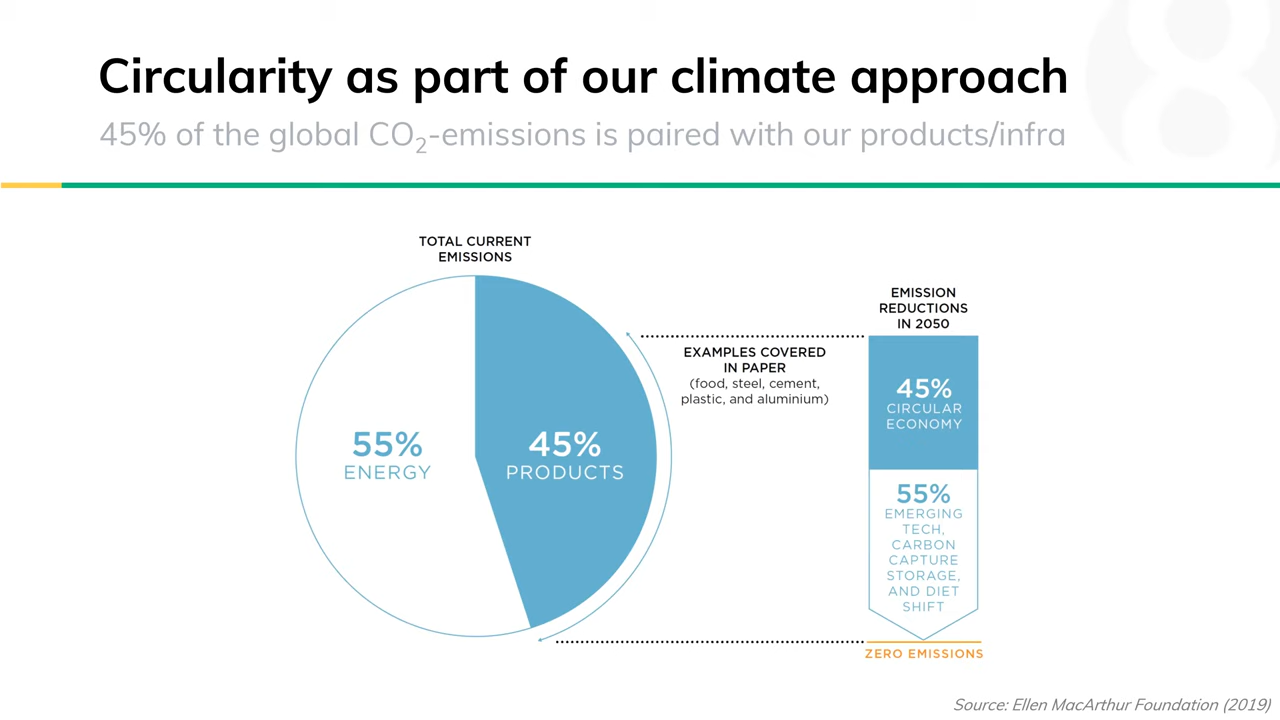 Circularity as part of our climate approach
45% of the global CO₂-emissions is paired with our products/infra
8
TOTAL CURRENT
EMISSIONS
55%
ENERGY
45%
PRODUCTS
EXAMPLES COVERED
IN PAPER
(food, steel, cement,
plastic, and aluminium)
EMISSION
REDUCTIONS
IN 2050
45%
CIRCULAR
ECONOMY
55%
EMERGING
TECH,
CARBON
CAPTURE
STORAGE,
AND DIET
SHIFT
ZERO EMISSIONS
Source: Ellen MacArthur Foundation (2019)